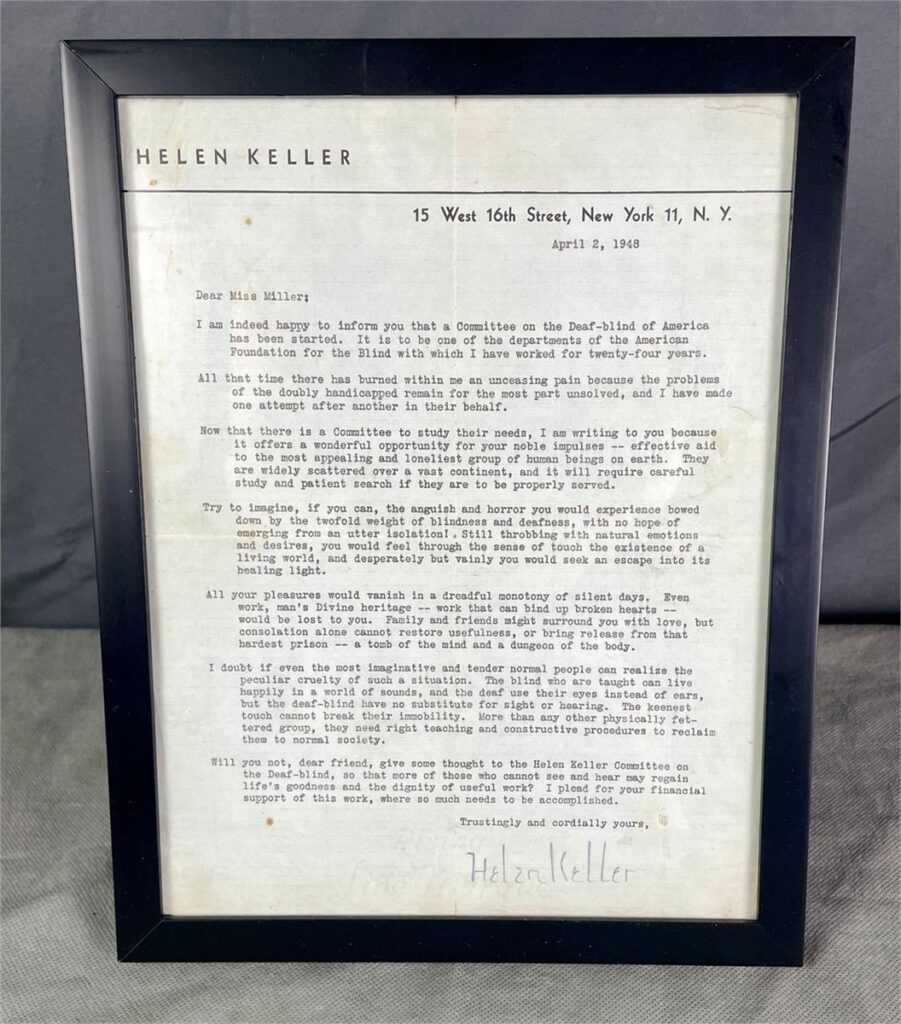 HELEN KELLER
15 West 16th Street, New York 11, N. Y.
April 2, 1948
Dear Miss Miller:
I am indeed happy to inform you that a Committee on the Deaf-blind of America
has been started. It is to be one of the departments of the American
Foundation for the Blind with which I have worked for twenty-four years.
All that time there has burned within me an unceasing pain because the problems
of the doubly handicapped remain for the most part unsolved, and I have made
one attempt after another in their behalf.
Now that there is a Committee to study their needs, I am writing to you because
it offers a wonderful opportunity for your noble impulses -- effective aid
to the most appealing and loneliest group of human beings on earth. They
are widely scattered over a vast continent, and it will require careful
study and patient search if they are to be properly served.
Try to imagine, if you can, the anguish and horror you would experience bowed
down by the twofold weight of blindness and deafness, with no hope of
emerging from an utter isolation! Still throbbing with natural emotions
and desires, you would feel through the sense of touch the existence of a
living world, and desperately but vainly you would seek an escape into its
healing light.
All your pleasures would vanish in a dreadful monotony of silent days. Even
work, man's Divine heritage -- work that can bind up broken hearts --
would be lost to you. Family and friends might surround you with love, but
consolation alone cannot restore usefulness, or bring release from that
hardest prison -- a tomb of the mind and a dungeon of the body.
I doubt if even the most imaginative and tender normal people can realize the
peculiar cruelty of such a situation. The blind who are taught can live
happily in a world of sounds, and the deaf use their eyes instead of ears,
but the deaf-blind have no substitute for sight or hearing. The keenest
touch cannot break their immobility. More than any other physically fet-
tered group, they need right teaching and constructive procedures to reclaim
them to normal society.
Will you not, dear friend, give some thought to the Helen Keller Committee on
the Deaf-blind, so that more of those who cannot see and hear may regain
life's goodness and the dignity of useful work? I plead for your financial
support of this work, where so much needs to be accomplished.
Trustingly and cordially yours,
Helen Keller